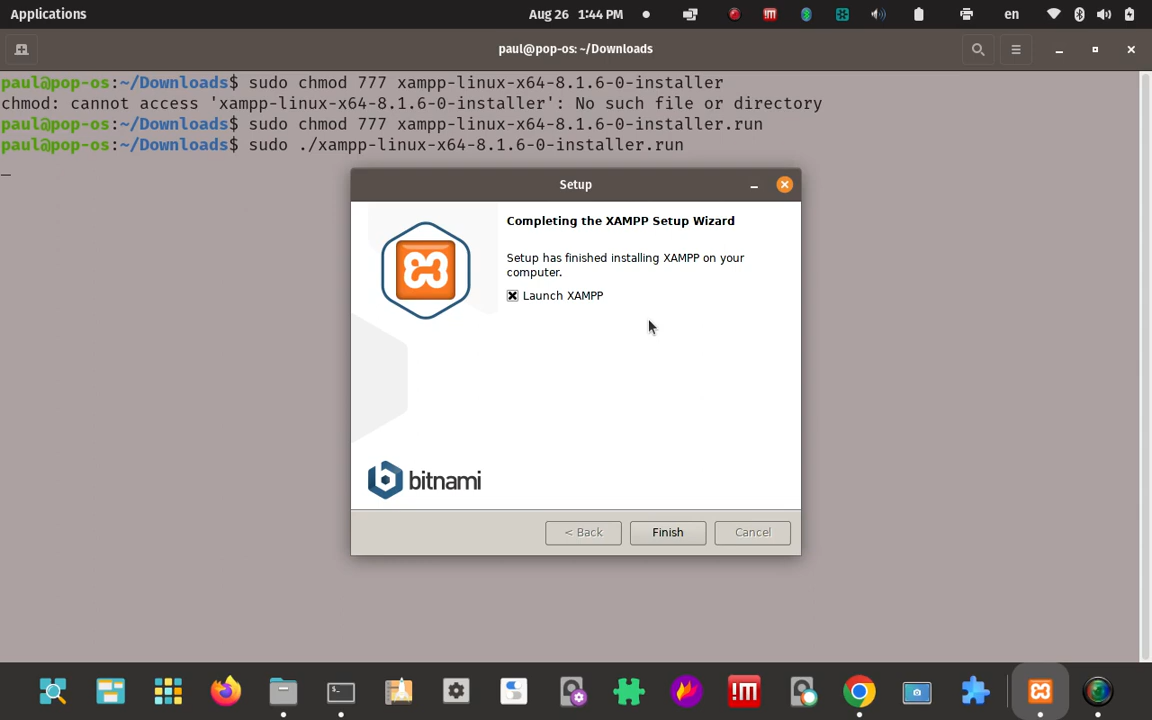 Applications
Aug 26 1:44 PM
en
paul@pop-os: ~/Downloads
paul@pop-os:~/Downloads$ sudo chmod 777 xampp-linux-x64-8.1.6-0-installer
chmod: cannot access 'xampp-linux-x64-8.1.6-0-installer': No such file or directory
paul@pop-os:~/Downloads$ sudo chmod 777 xampp-linux-x64-8.1.6-0-installer.run
paul@pop-os:~/Downloads$ sudo ./xampp-linux-x64-8.1.6-0-installer.run
Setup
Completing the XAMPP Setup Wizard
Setup has finished installing XAMPP on your
computer.
Launch XAMPP
bitnami
< Back
Finish
Cancel
!M